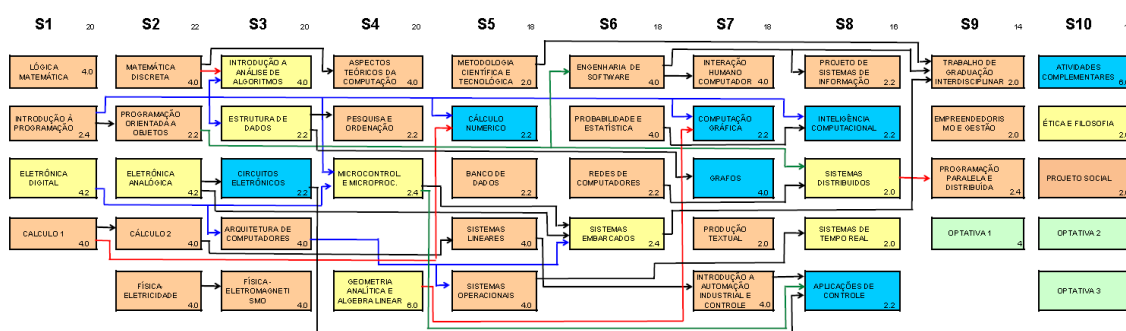 S1 20 S2 22 S3 20 S4 20 S5 18 S6 18 S7 18 S8 16 S9 14 S10
LÓGICA
MATEMÁTICA 4.0
MATEMÁTICA
DISCRETA 4.0
INTRODUÇÃO A
ANÁLISE DE
ALGORITMOS 4.0
ASPECTOS
TEÓRICOS DA
COMPUTAÇÃO 4.0
METODOLOGIA
CIENTÍFICA E
TECNOLÓGICA 2.0
ENGENHARIA DE
SOFTWARE 4.0
INTERAÇÃO
HUMANO
COMPUTADOR 4.0
PROJETO DE
SISTEMAS DE
INFORMAÇÃO 2.2
TRABALHO DE
GRADUAÇÃO
INTERDISCIPLINAR 2.0
ATIVIDADES
COMPLEMENTARES
INTRODUÇÃO Á
PROGRAMAÇÃO
2.4
PROGRAMAÇÃO
ORIENTADA A
OBJETOS 2.2
ESTRUTURA DE
DADOS
2.2
PESQUISA E
ORDENAÇÃO
2.2
CÁLCULO
NUMERICO
2.2
PROBABILIDADE E
ESTATÍSTICA
4.0
COMPUTAÇÃO
GRÁFICA
2.2
INTELIGÊNCIA
COMPUTACIONAL
2.2
EMPREENDEDORIS
MO E GESTÃO
2.0
ÉTICA E FILOSOFIA
ELETRÔNICA
DIGITAL
4.2
ELETRÔNICA
ANALÓGICA
4.2
CIRCUITOS
ELETRÔNICOS
2.2
MICROCONTROL.
E MICROPROC.
2.4
BANCO DE
DADOS
2.2
REDES DE
COMPUTADORES
2.2
GRAFOS
4.0
SISTEMAS
DISTRIBUIDOS
2.0
PROGRAMAÇÃO
PARALELA E
DISTRIBUÍDA 2.4
PROJETO SOCIAL
CALCULO 1
4.0
CÁLCULO 2
4.0
ARQUITETURA DE
COMPUTADORES
4.0
SISTEMAS
LINEARES
4.0
SISTEMAS
EMBARCADOS
2.4
PRODUÇÃO
TEXTUAL
2.0
SISTEMAS DE
TEMPO REAL
2.0
OPTATIVA 1
4
OPTATIVA 2
FÍSICA-
ELETRICIDADE
4.0
FÍSICA-
ELETROMAGNETI
SMO 4.0
GEOMETRIA
ANALÍTICA E
ALGEBRA LINEAR 6.0
SISTEMAS
OPERACIONAIS
4.0
INTRODUÇÃO A
AUTOMAÇÃO
INDUSTRIAL E
CONTROLE 4.0
APLICAÇÕES
DE CONTROLE
2.2
OPTATIVA 3